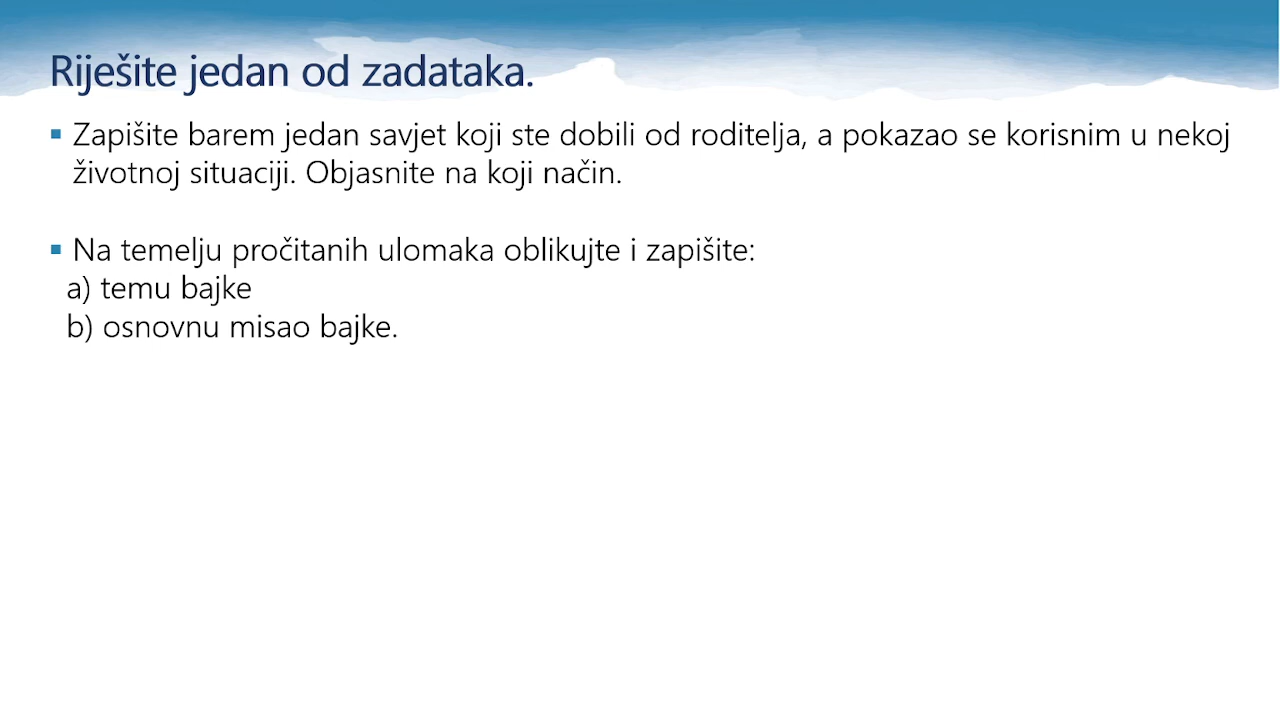 Riješite jedan od zadataka.
▪ Zapišite barem jedan savjet koji ste dobili od roditelja, a pokazao se korisnim u nekoj
životnoj situaciji. Objasnite na koji način.
▪ Na temelju pročitanih ulomaka oblikujte i zapišite:
a) temu bajke
b) osnovnu misao bajke.